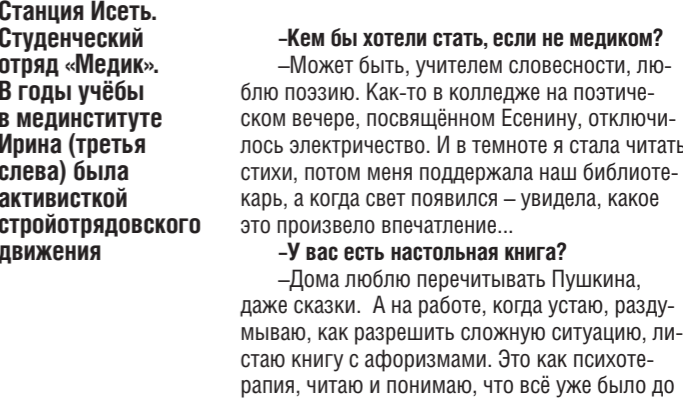 Станция Исеть.
Студенческий
отряд «Медик».
В годы учёбы
в мединституте
Ирина (третья
слева) была
активисткой
стройотрядовского
движения
–Кем бы хотели стать, если не медиком?
–Может быть, учителем словесности, лю-
блю поэзию. Как-то в колледже на поэтиче-
ском вечере, посвящённом Есенину, отключи-
лось электричество. И в темноте я стала читать
стихи, потом меня поддержала наш библиоте-
карь, а когда свет появился – увидела, какое
это произвело впечатление...
–У вас есть настольная книга?
–Дома люблю перечитывать Пушкина,
даже сказки. А на работе, когда устаю, разду-
мываю, как разрешить сложную ситуацию, ли-
стаю книгу с афоризмами. Это как психоте-
рапия, читаю и понимаю, что всё уже было до